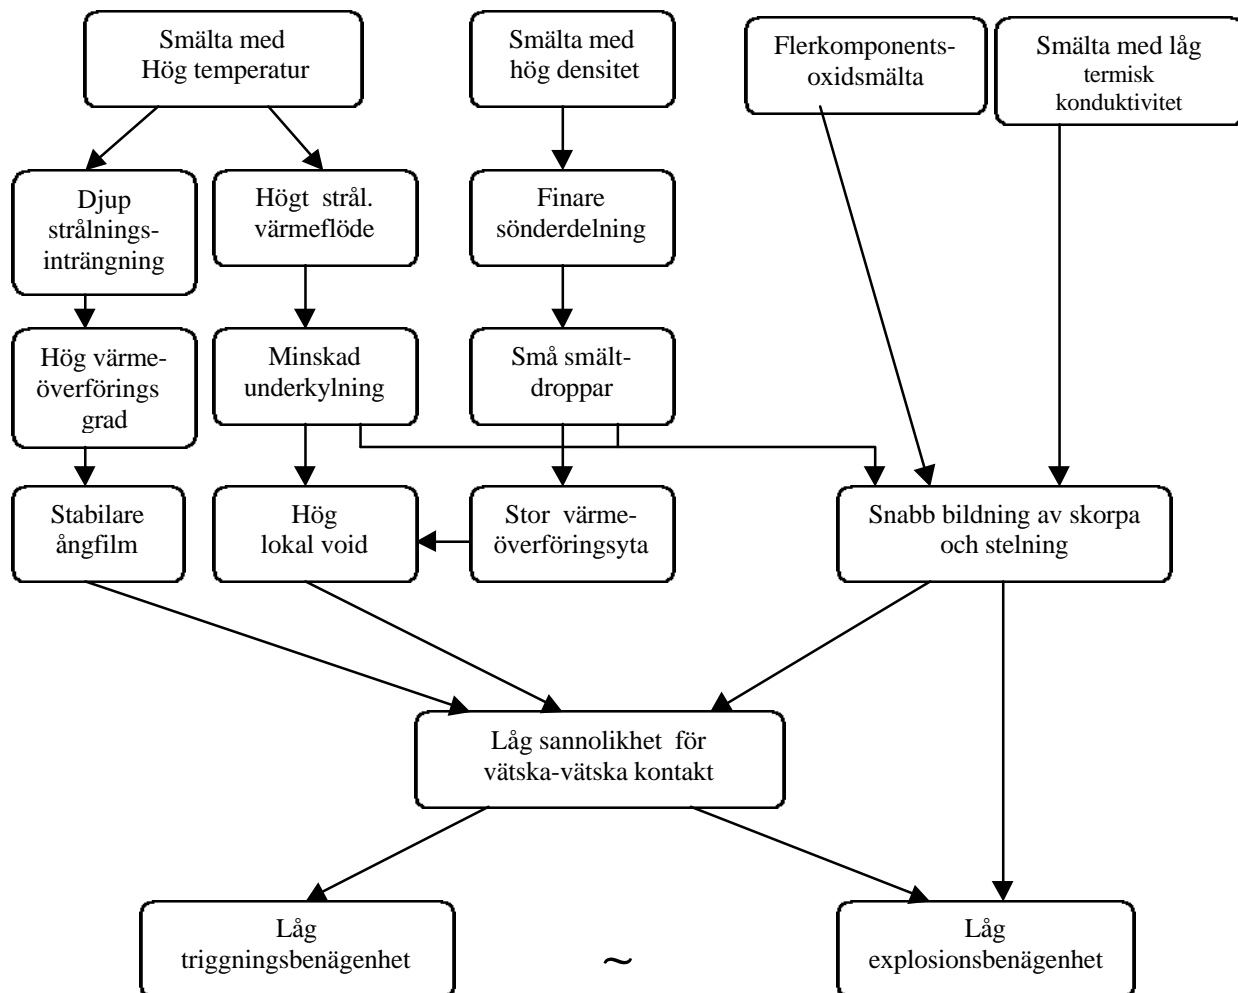 Smälta med
Hög temperatur
Smälta med
hög densitet
Flerkomponents-
oxidsmälta
Smälta med låg
termisk
konduktivitet
Djup
strålnings-
inträngning
Högt strål.
värmeflöde
Finare
sönderdelning
Hög värme-
överförings
grad
Minskad
underkylning
Små smält-
droppar
Stabilare
ångfilm
Hög
lokal void
Stor värme-
överföringsyta
Snabb bildning av skorpa
och stelning
Låg sannolikhet för
vätska-vätska kontakt
Låg
triggningsbenägenhet
~
Låg
explosionsbenägenhet